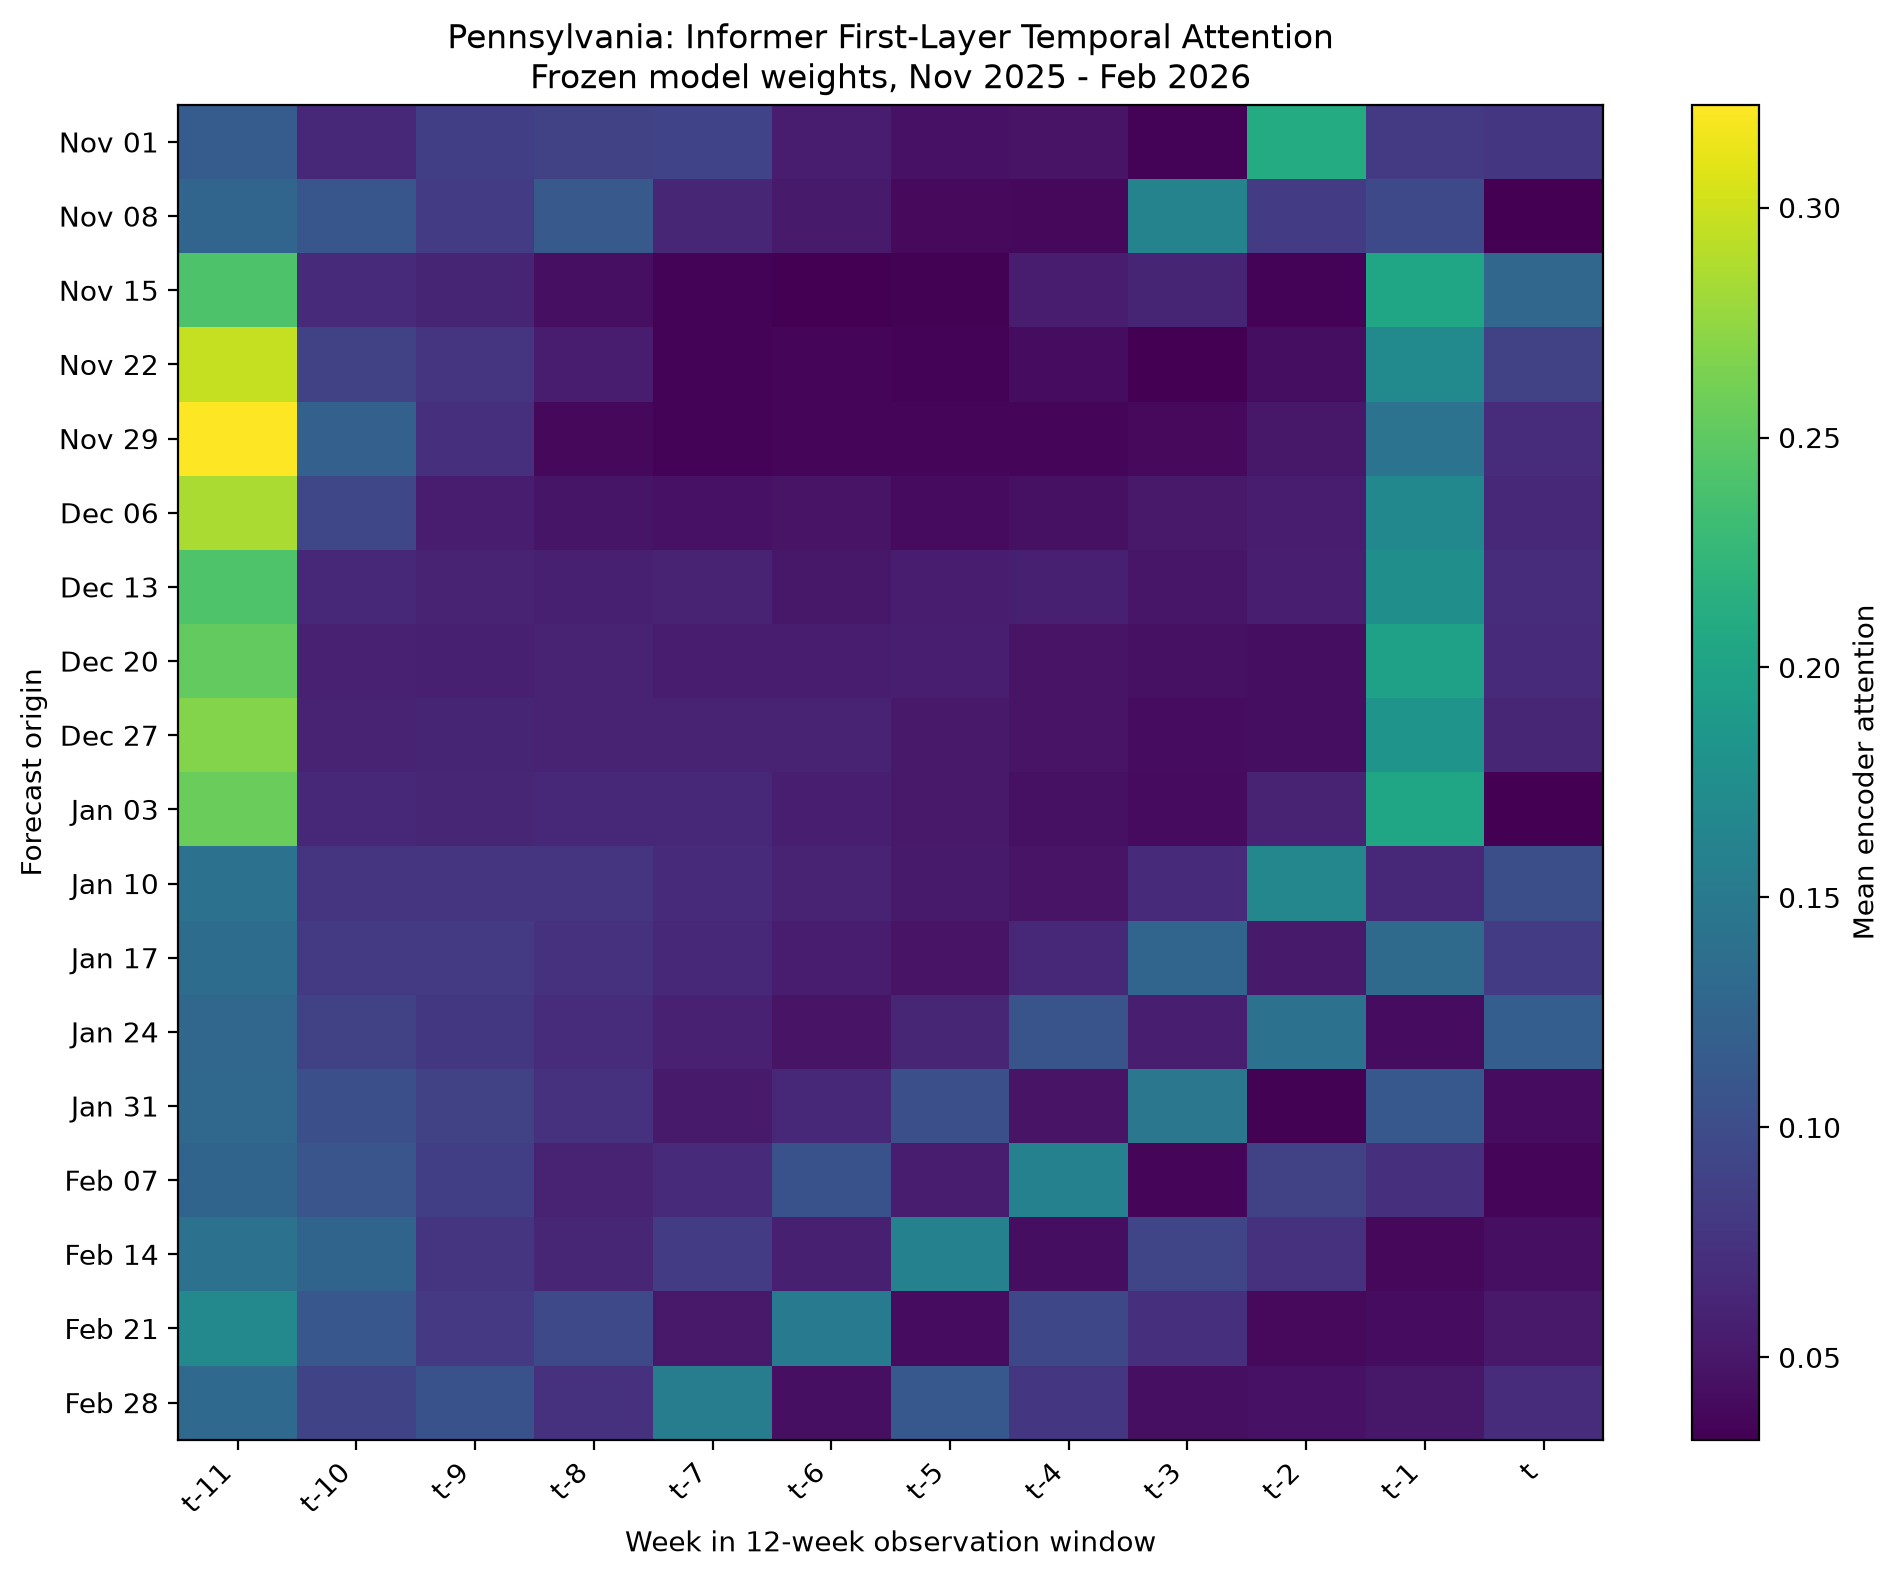 Pennsylvania: Informer First-Layer Temporal Attention
Frozen model weights, Nov 2025 - Feb 2026
Forecast origin
Nov 01
Nov 08
Nov 15
Nov 22
Nov 29
Dec 06
Dec 13
Dec 20
Dec 27
Jan 03
Jan 10
Jan 17
Jan 24
Jan 31
Feb 07
Feb 14
Feb 21
Feb 28
t-11
t-10
t-9
t-8
t-7
t-6
t-5
t-4
t-3
t-2
t-1
t
Week in 12-week observation window
0.30
0.25
0.20
0.15
0.10
0.05
Mean encoder attention